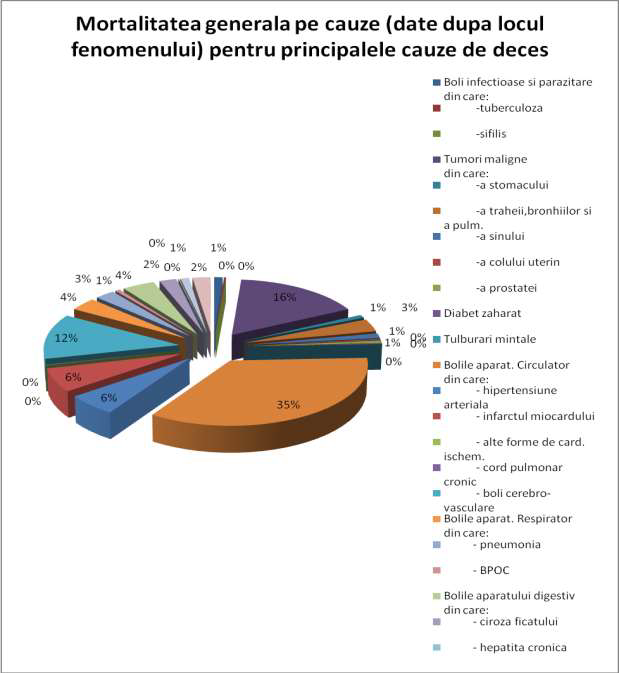 Mortalitatea generala pe cauze (date dupa locul
fenomenului) pentru principalele cauze de deces
Boli infectioase si parazitare
din care:
-tuberculoza
-sifilis
Tumori maligne
din care:
-a stomacului
-a traheii,bronhiilor si
a pulm.
-a sinului
-a colului uterin
-a prostatei
Diabet zaharat
Tulburari mintale
Bolile aparat. Circulator
din care:
- hipertensiune
arteriala
- infarctul miocardului
- alte forme de card.
ischem.
- cord pulmonar
cronic
- boli cerebro-
vasculare
Bolile aparat. Respirator
din care:
- pneumonia
- BPOC
Bolile aparatului digestiv
din care:
- ciroza ficatului
- hepatita cronica
0% 1% 1%
3% 1% 4% 2% 0% 2% 0% 0%
4% 16%
1% 3%
12% 1% 0%
1% 0%
6% 0%
0%
0% 6% 35%